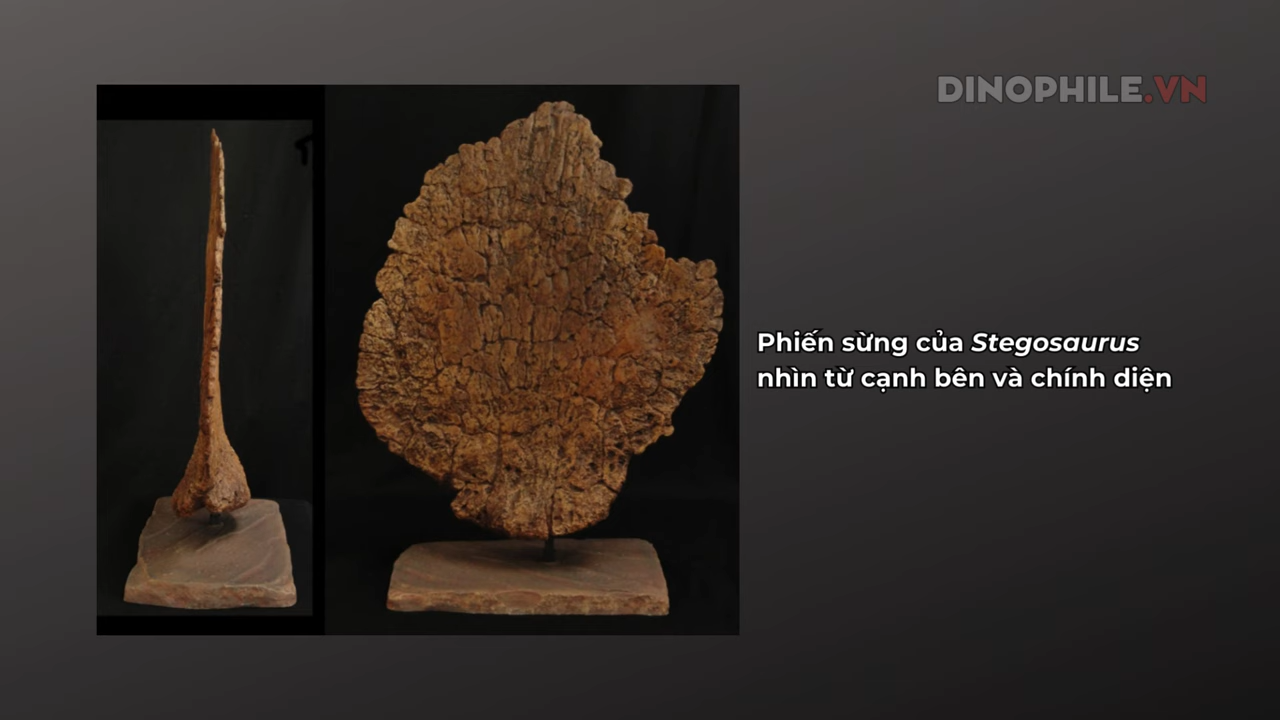 DINOPHILE.VN
Phiến sừng của Stegosaurus
nhìn từ cạnh bên và chính diện